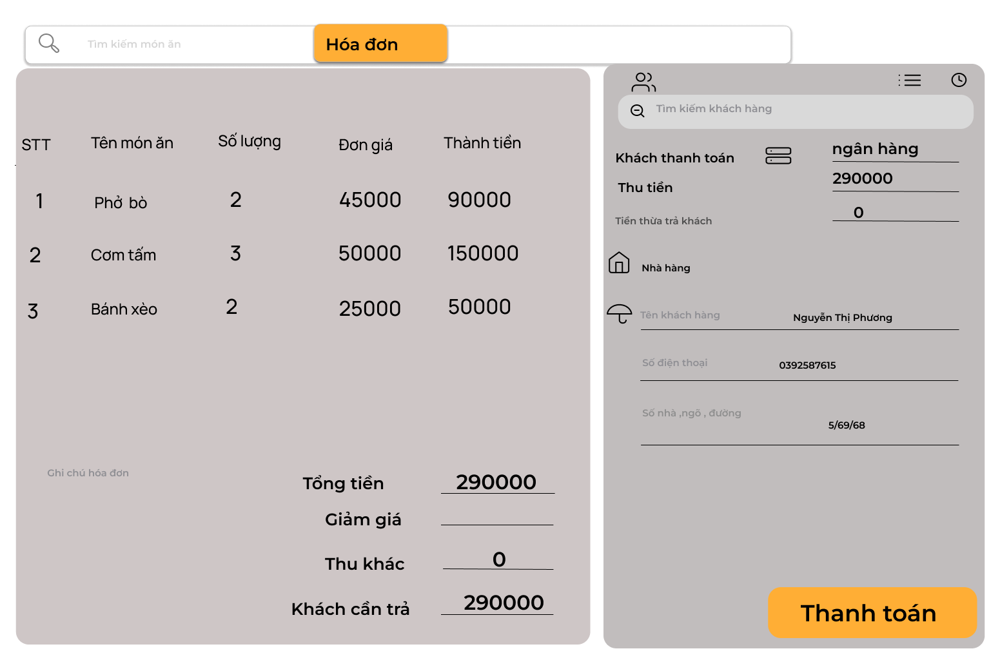 Tìm kiếm món ăn
Hóa đơn
STT Tên món ăn Số lượng Đơn giá Thành tiền
1 Phở bò 2 45000 90000
2 Cơm tấm 3 50000 150000
3 Bánh xèo 2 25000 50000
Ghi chú hóa đơn
Tổng tiền 290000
Giảm giá
Thu khác 0
Khách cần trả 290000
Tìm kiếm khách hàng
Khách thanh toán ngân hàng
Thu tiền 290000
Tiền thừa trả khách 0
Nhà hàng
Tên khách hàng Nguyễn Thị Phương
Số điện thoại 0392587615
Số nhà ,ngõ , đường
5/69/68
Thanh toán